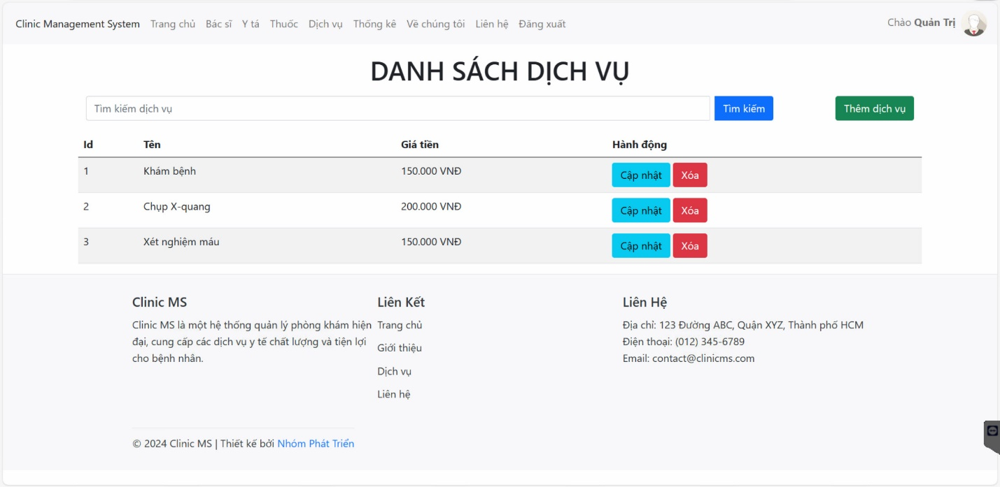 Clinic Management System Trang chủ Bác sĩ Y tá Thuốc Dịch vụ Thống kê Về chúng tôi Liên hệ Đăng xuất Chào Quản Trị
DANH SÁCH DỊCH VỤ
Tìm kiếm dịch vụ Tìm kiếm Thêm dịch vụ
Id Tên Giá tiền Hành động
1 Khám bệnh 150.000 VNĐ Cập nhật Xóa
2 Chụp X-quang 200.000 VNĐ Cập nhật Xóa
3 Xét nghiệm máu 150.000 VNĐ Cập nhật Xóa
Clinic MS
Clinic MS là một hệ thống quản lý phòng khám hiện
đại, cung cấp các dịch vụ y tế chất lượng và tiện lợi
cho bệnh nhân.
Liên Kết
Trang chủ
Giới thiệu
Dịch vụ
Liên hệ
Liên Hệ
Địa chỉ: 123 Đường ABC, Quận XYZ, Thành phố HCM
Điện thoại: (012) 345-6789
Email: contact@clinicms.com
© 2024 Clinic MS | Thiết kế bởi Nhóm Phát Triển